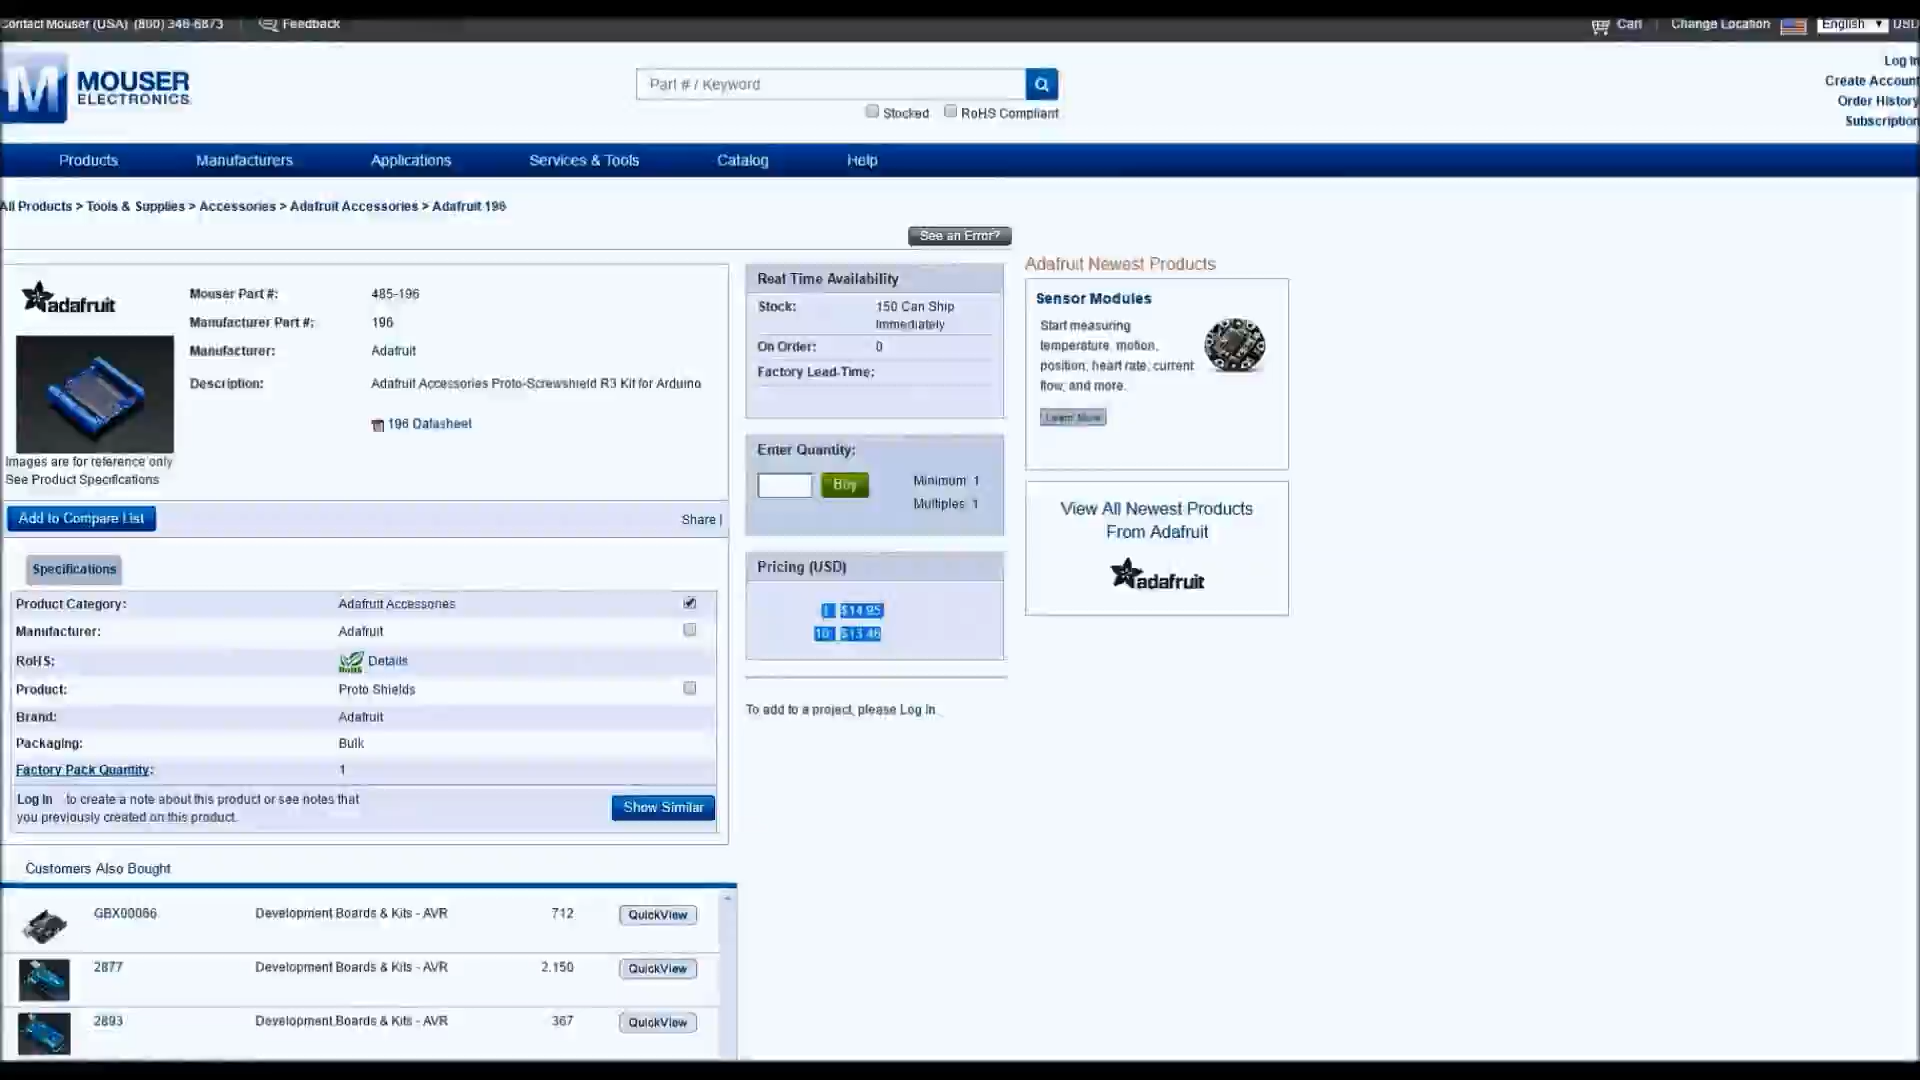 Contact Mouser (USA) (800) 346-6873 Feedback
Cart Change Location English USD
MOUSER
ELECTRONICS
Part # / Keyword
Stocked RoHS Compliant
Log In
Create Account
Order History
Subscription
Products Manufacturers Applications Services & Tools Catalog Help
All Products > Tools & Supplies > Accessories > Adafruit Accessories > Adafruit 196
See an Error?
adafruit
Mouser Part #: 485-196
Manufacturer Part #: 196
Manufacturer: Adafruit
Description: Adafruit Accessories Proto-Screwshield R3 Kit for Arduino
196 Datasheet
Images are for reference only
See Product Specifications
Add to Compare List
Share |
Specifications
Product Category: Adafruit Accessories
Manufacturer: Adafruit
RoHS: Details
Product: Proto Shields
Brand: Adafruit
Packaging: Bulk
Factory Pack Quantity: 1
Log In to create a note about this product or see notes that
you previously created on this product.
Show Similar
Customers Also Bought
GBX00066 Development Boards & Kits - AVR 712 QuickView
2877 Development Boards & Kits - AVR 2,150 QuickView
2893 Development Boards & Kits - AVR 367 QuickView
Real Time Availability
Stock: 150 Can Ship
Immediately
On Order: 0
Factory Lead-Time:
Enter Quantity:
Buy
Minimum 1
Multiples 1
Pricing (USD)
1 $14.95
10 $13.46
To add to a project, please Log In.
Adafruit Newest Products
Sensor Modules
Start measuring
temperature, motion,
position, heart rate, current
flow, and more.
Learn More
View All Newest Products
From Adafruit
adafruit